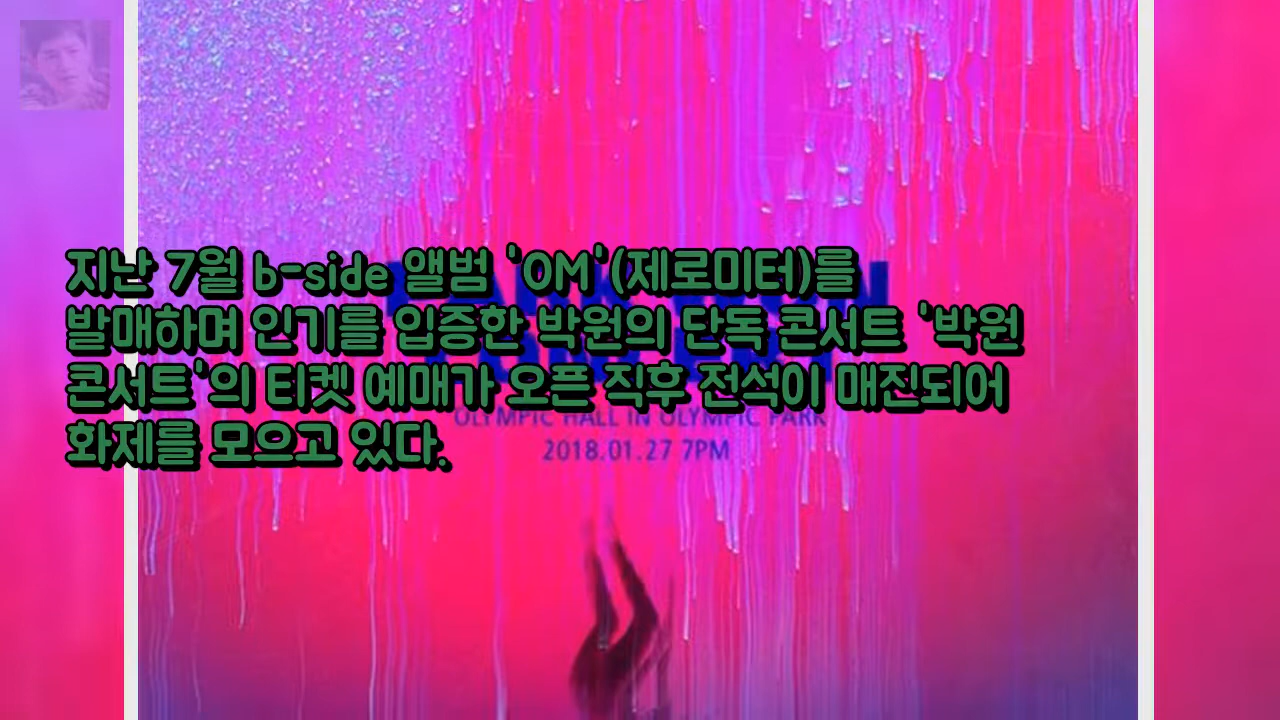 지난 7월 b-side 앨범 '0M'(제로미터)를
발매하며 인기를 입증한 박원의 단독 콘서트 '박원
콘서트'의 티켓 예매가 오픈 직후 전석이 매진되어
화제를 모으고 있다.
OLYMPIC HALL IN OLYMPIC PARK
2018.01.27 7PM